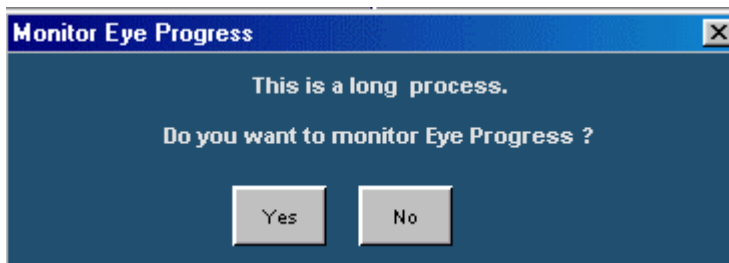 Monitor Eye Progress
This is a long process.
Do you want to monitor Eye Progress ?
Yes No